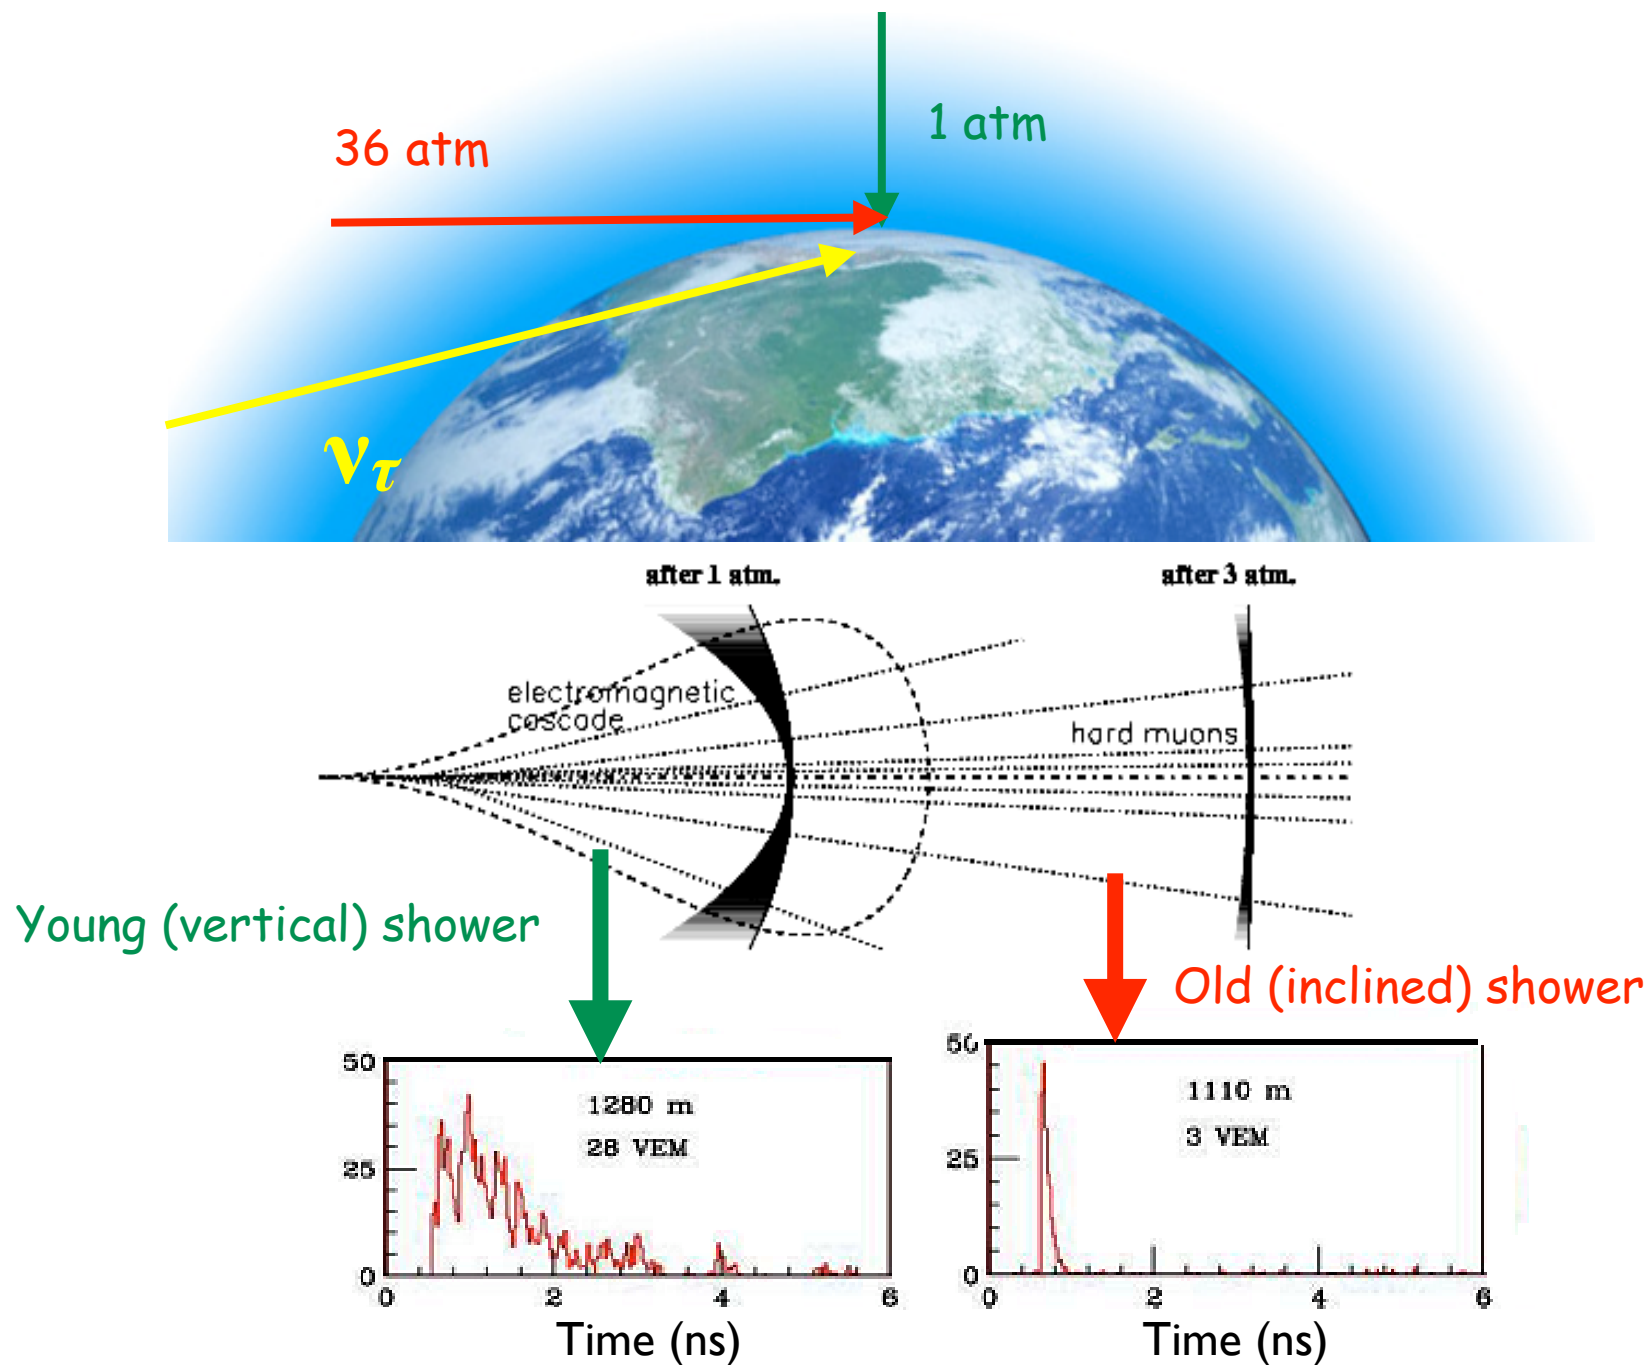 1 atm
36 atm
ντ
after 1 atm.
after 3 atm.
electromagnetic
cascade
hard muons
Young (vertical) shower
Old (inclined) shower
50
25
0
1280 m
28 VEM
0 2 4 6
Time (ns)
50
25
0
1110 m
3 VEM
0 2 4 6
Time (ns)